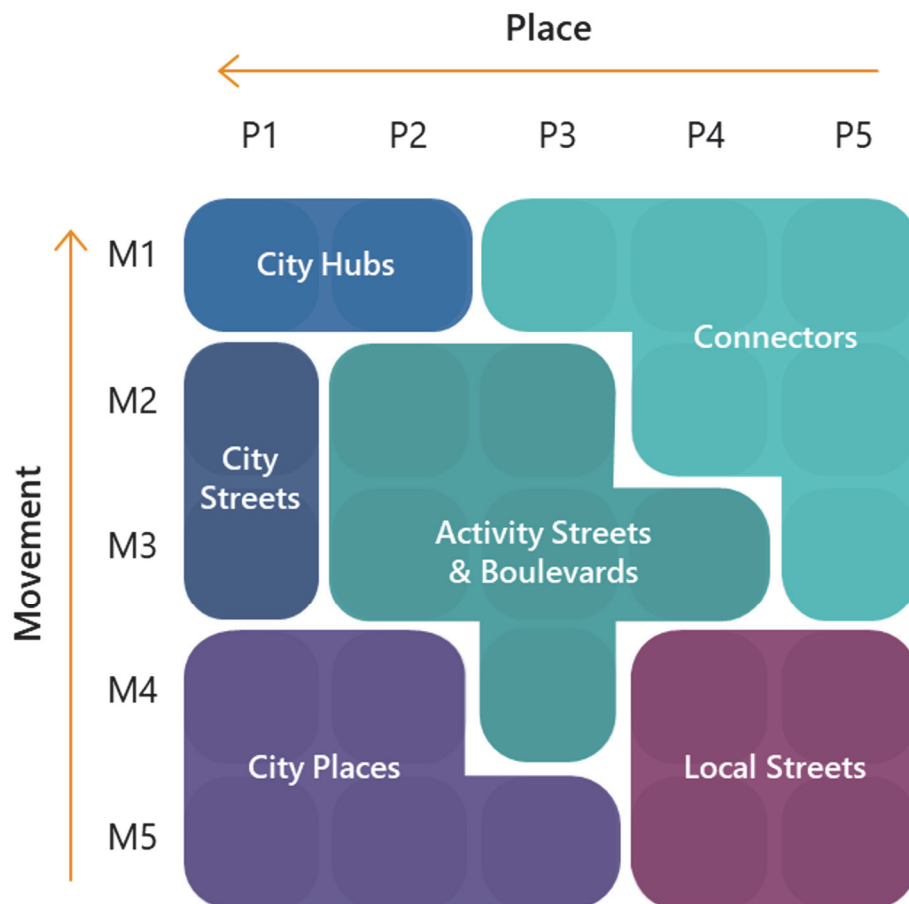 Place
P1 P2 P3 P4 P5
M1
City Hubs
Connectors
M2
City
Streets
M3
Activity Streets
& Boulevards
Movement
M4
City Places
Local Streets
M5